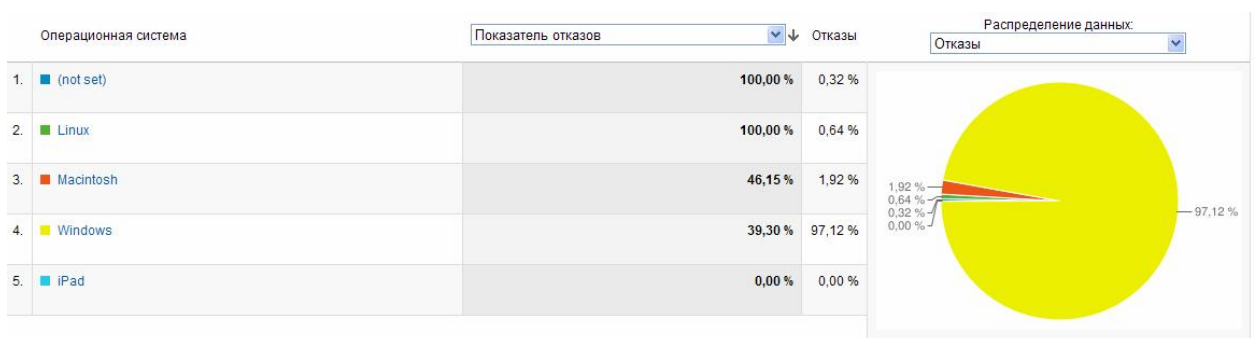 Операционная система
Показатель отказов
Отказы
Распределение данных:
Отказы
1. (not set) 100,00 % 0,32 %
2. Linux 100,00 % 0,64 %
3. Macintosh 46,15 % 1,92 %
4. Windows 39,30 % 97,12 %
5. iPad 0,00 % 0,00 %
1,92 %
0,64 %
0,32 %
0,00 %
97,12 %